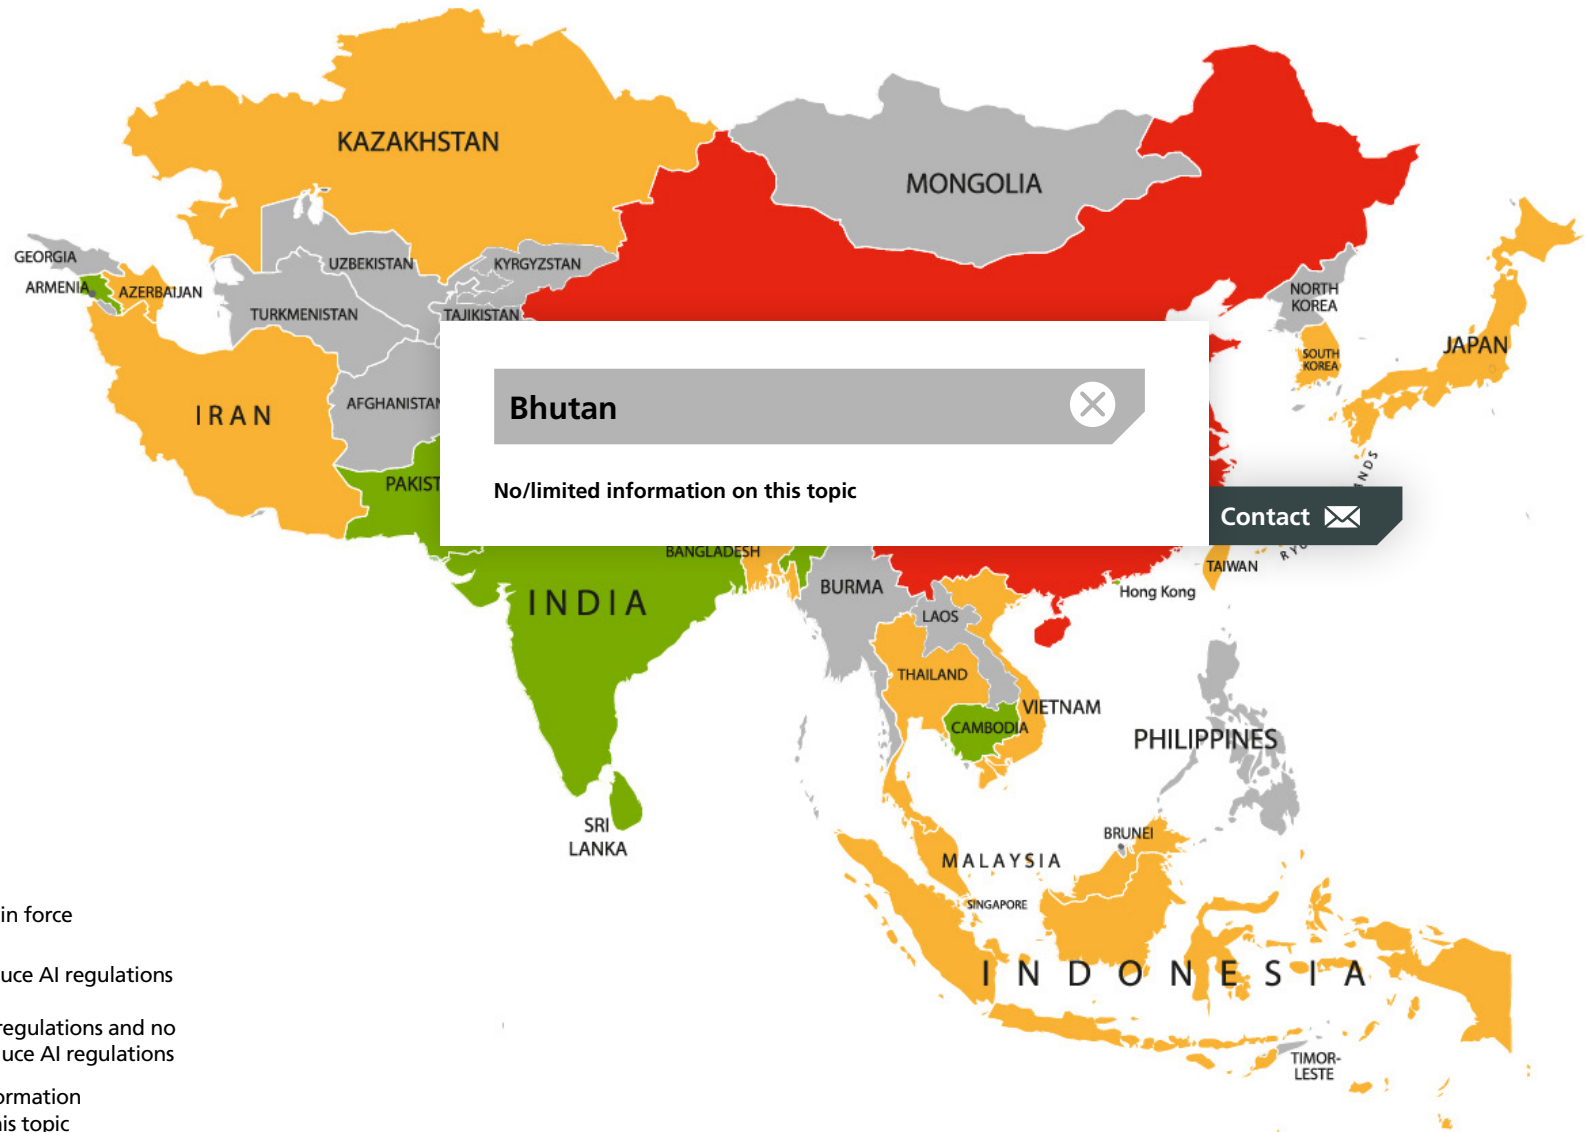 KAZAKHSTAN
MONGOLIA
GEORGIA
UZBEKISTAN
KYRGYZSTAN
ARMENIA
AZERBAIJAN
NORTH
KOREA
TURKMENISTAN
TAJIKISTAN
SOUTH
KOREA
JAPAN
AFGHANISTAN
IRAN
Bhutan
PAKIST
No/limited information on this topic
NDS
Contact
RYU
BANGLADESH
TAIWAN
BURMA
Hong Kong
INDIA
LAOS
THAILAND
VIETNAM
CAMBODIA
PHILIPPINES
SRI
LANKA
BRUNEI
MALAYSIA
SINGAPORE
in force
INDONESIA
uce AI regulations
regulations and no
uce AI regulations
TIMOR-
LESTE
ormation
is topic